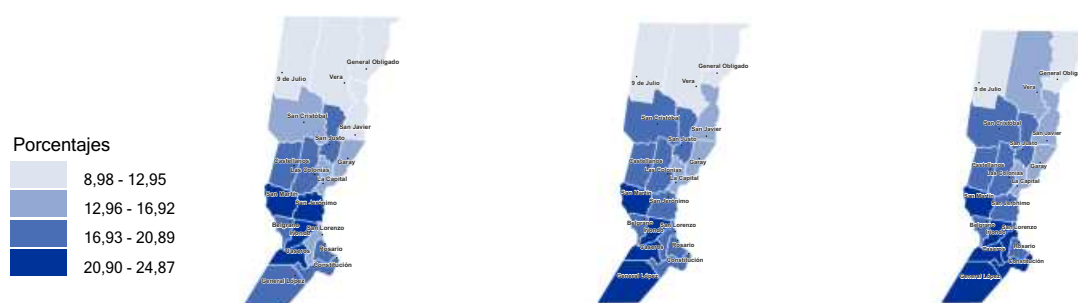 Porcentajes
8,98 - 12,95
12,96 - 16,92
16,93 - 20,89
20,90 - 24,87
General Obligado
9 de Julio
Vera
San Cristóbal
San Javier
San Justo
Garay
Castellanos
Las Colonias
La Capital
San Martín
San Jerónimo
Belgrano
San Lorenzo
Iriondo
Caseros
Rosario
Constitución
General López
General Obligado
9 de Julio
Vera
San Cristóbal
San Javier
San Justo
Garay
Castellanos
Las Colonias
La Capital
San Martín
San Jerónimo
Belgrano
San Lorenzo
Iriondo
Caseros
Rosario
Constitución
General López
General Obligado
9 de Julio
Vera
San Cristóbal
San Javier
San Justo
Garay
Castellanos
Las Colonias
La Capital
San Martín
San Jerónimo
Belgrano
San Lorenzo
Iriondo
Rosario
Caseros
Constitución
General López